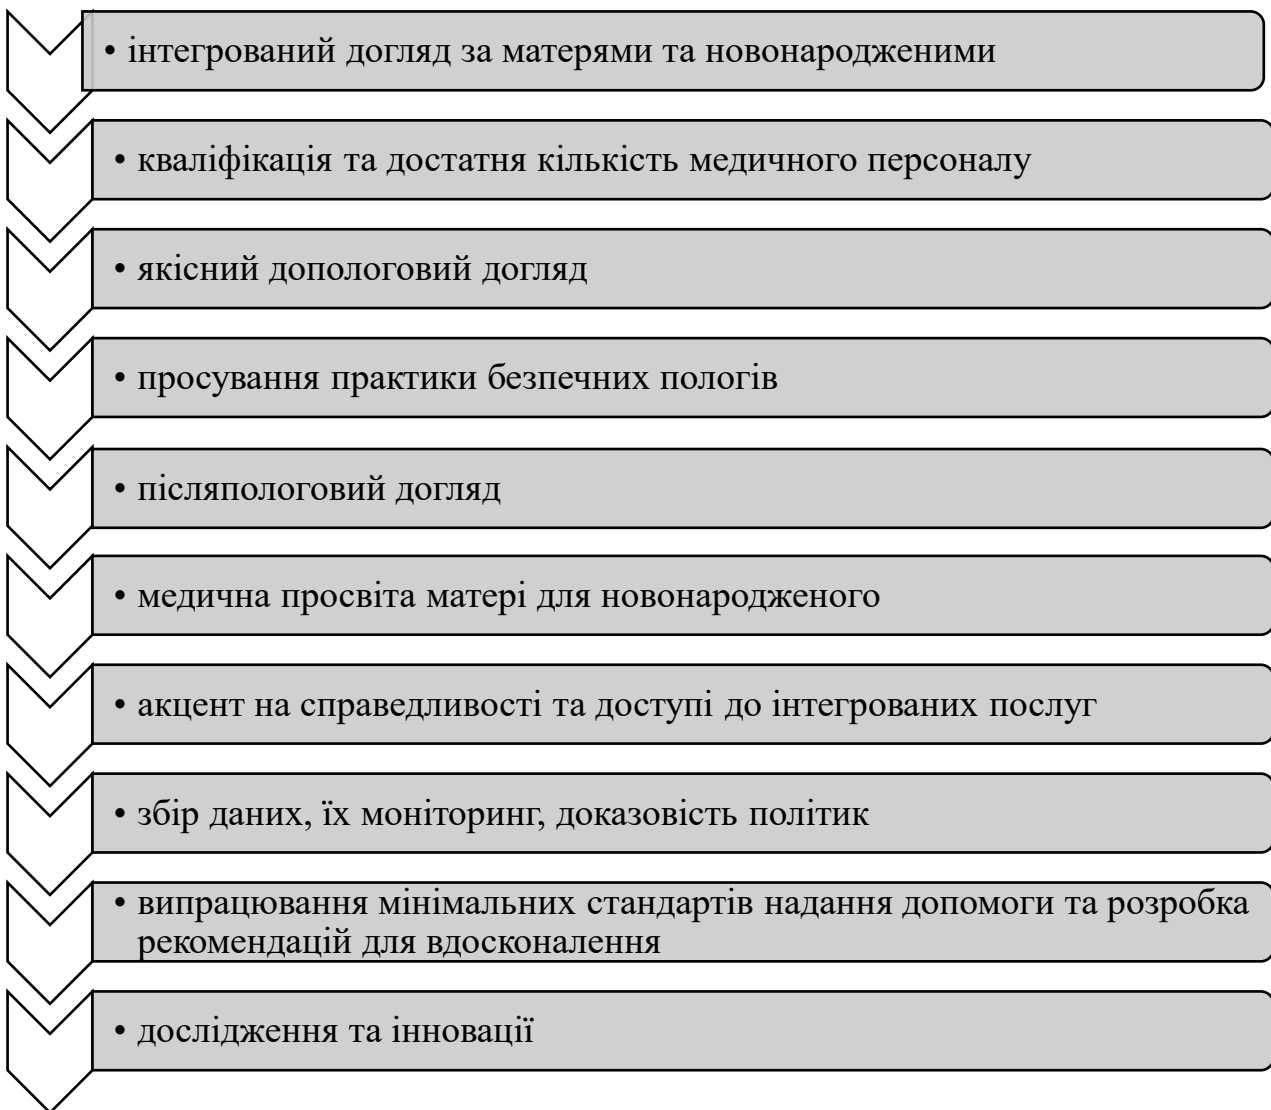 • інтегрований догляд за матерями та новонародженими
• кваліфікація та достатня кількість медичного персоналу
• якісний допологовий догляд
• просування практики безпечних пологів
• післяпологовий догляд
• медична просвіта матері для новонародженого
• акцент на справедливості та доступі до інтегрованих послуг
• збір даних, їх моніторинг, доказовість політик
• випрацювання мінімальних стандартів надання допомоги та розробка
рекомендацій для вдосконалення
• дослідження та інновації